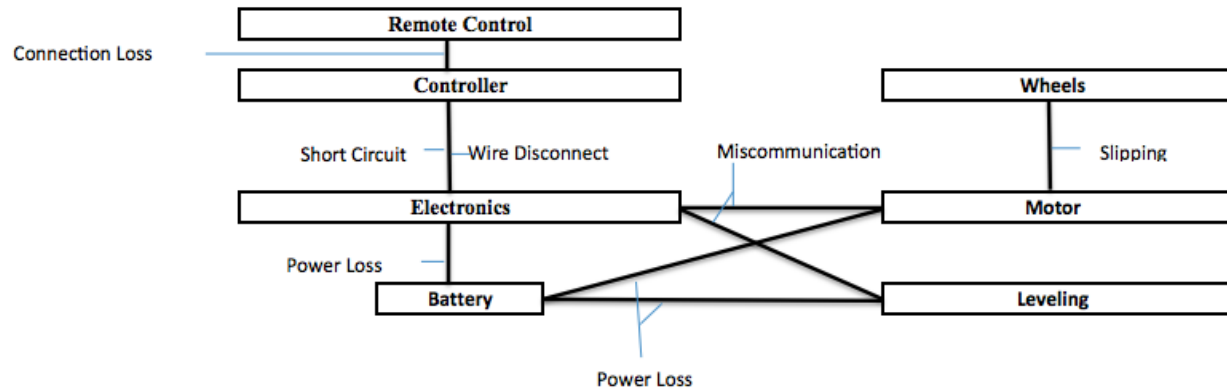 Remote Control
Connection Loss
Controller
Wheels
Short Circuit
Wire Disconnect
Miscommunication
Slipping
Electronics
Motor
Power Loss
Battery
Leveling
Power Loss